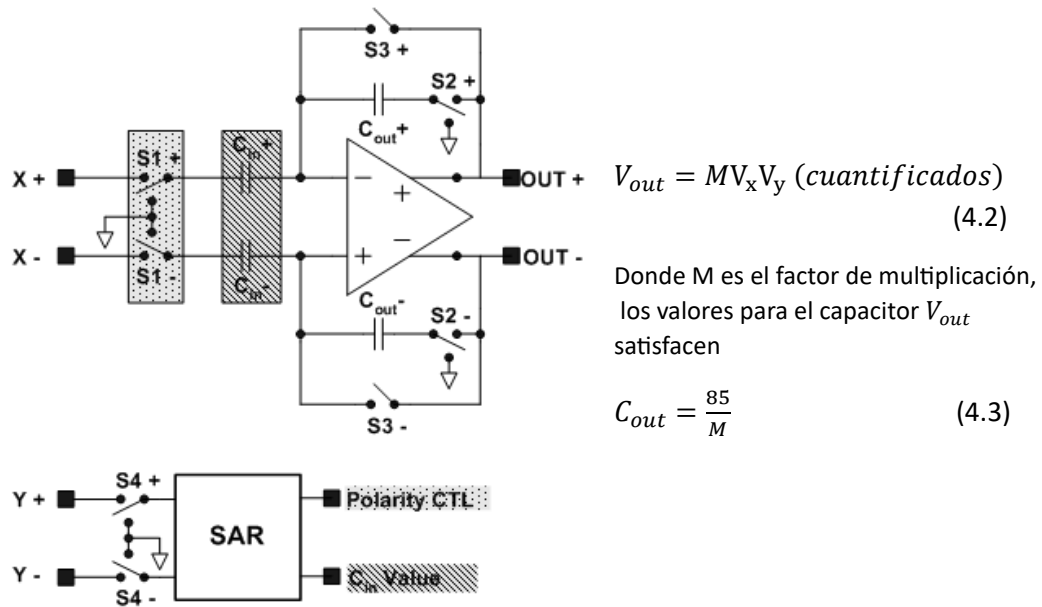 S3 +
S2 +
C_out+
S1 +
C_in+
X +
OUT +
−
+
−
+
X -
OUT -
S1 -
C_in-
C_out-
S2 -
S3 -
S4 +
Y +
Polarity CTL
SAR
Y -
C_in Value
S4 -
V_out = MV_xV_y (cuantificados)
(4.2)
Donde M es el factor de multiplicación,
los valores para el capacitor V_out
satisfacen
C_out = 85/M (4.3)